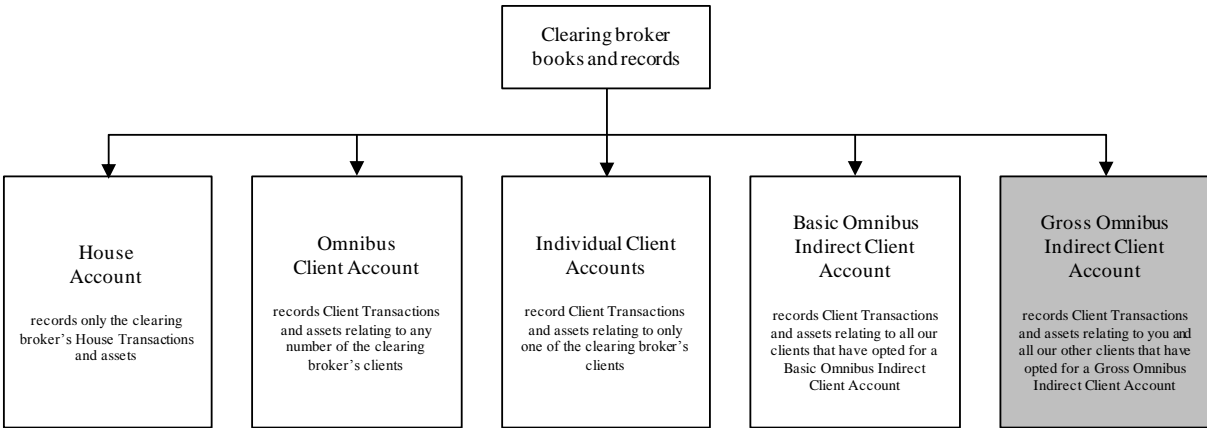 Clearing broker
books and records
House
Account
records only the clearing
broker's House Transactions
and assets
Omnibus
Client Account
records Client Transactions
and assets relating to any
number of the clearing
broker's clients
Individual Client
Accounts
record Client Transactions
and assets relating to only
one of the clearing broker's
clients
Basic Omnibus
Indirect Client
Account
records Client Transactions
and assets relating to all our
clients that have opted for a
Basic Omnibus Indirect
Client Account
Gross Omnibus
Indirect Client
Account
records Client Transactions
and assets relating to you and
all our other clients that have
opted for a Gross Omnibus
Indirect Client Account